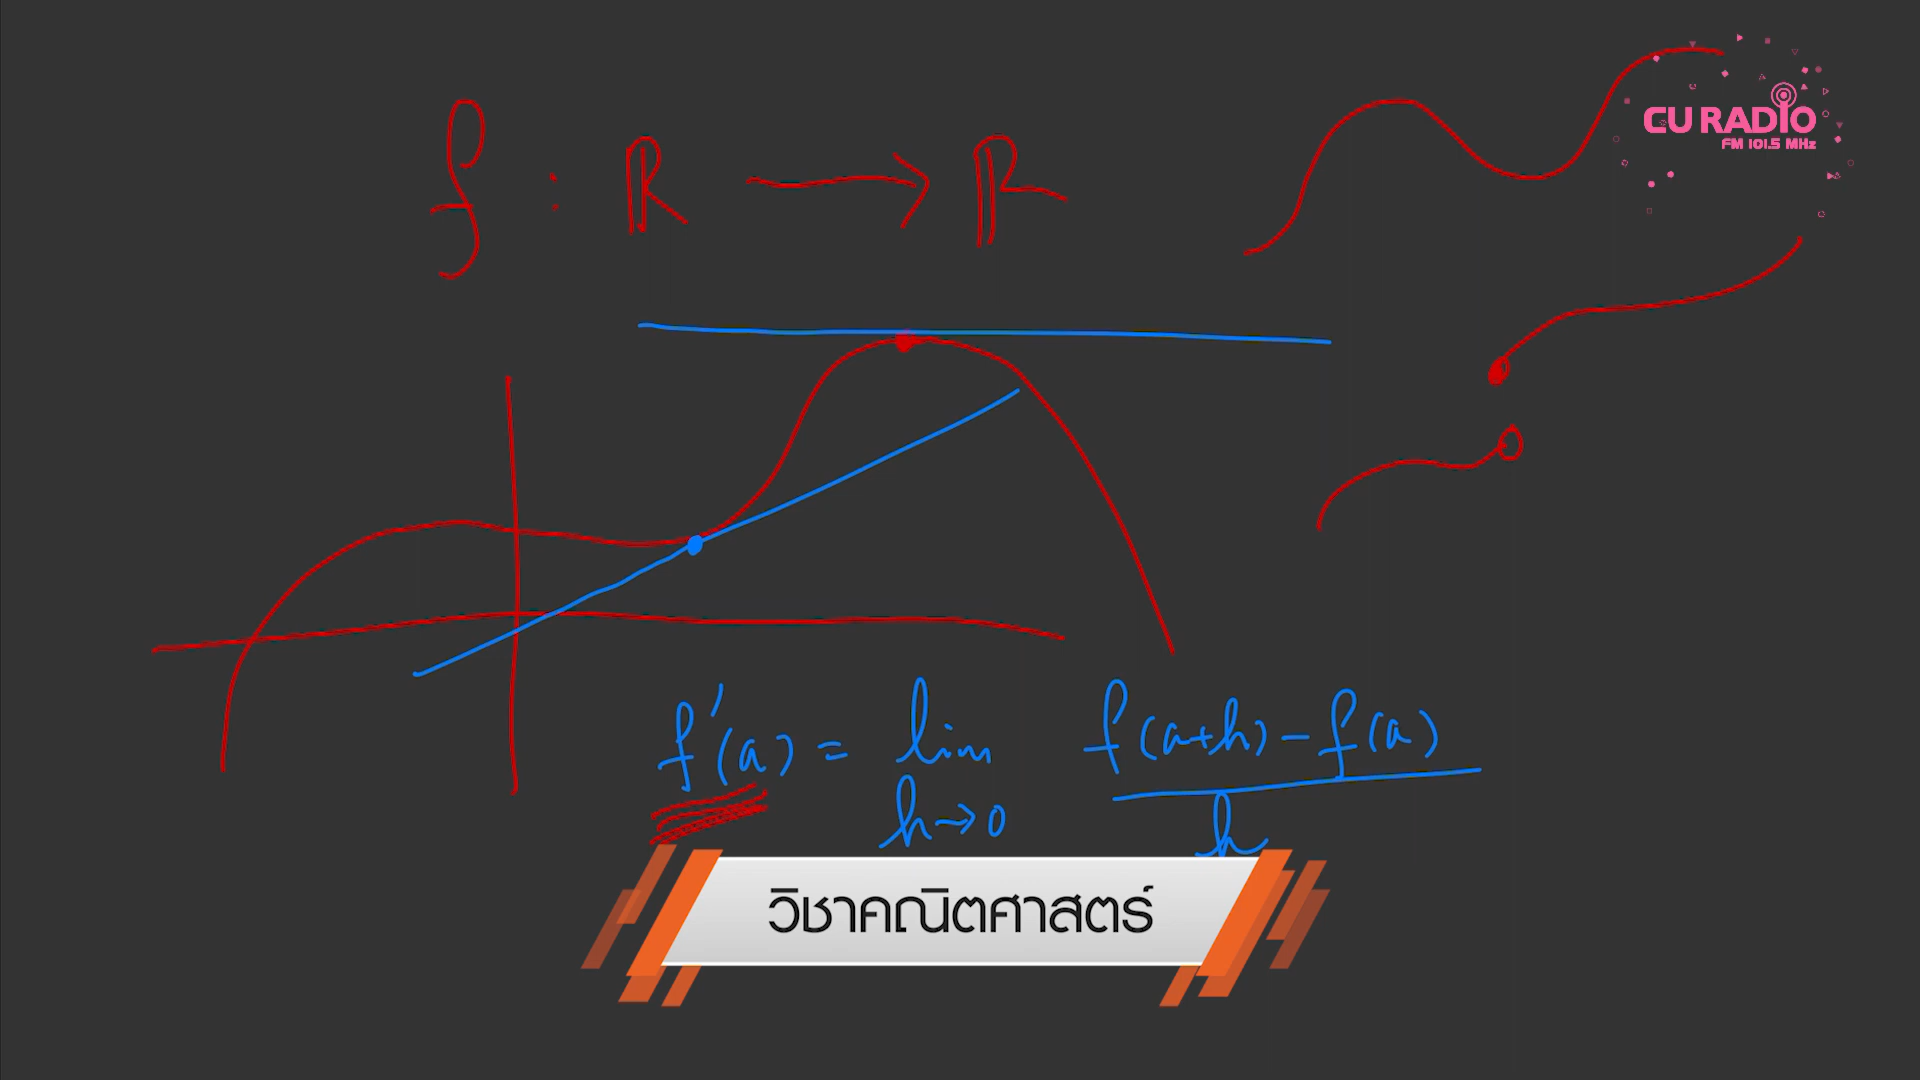 f : ℝ → ℝ
CU RADIO
FM 101.5 MHz
f'(a) = lim h→0 f(a+h) - f(a) / h
วิชาคณิตศาสตร์